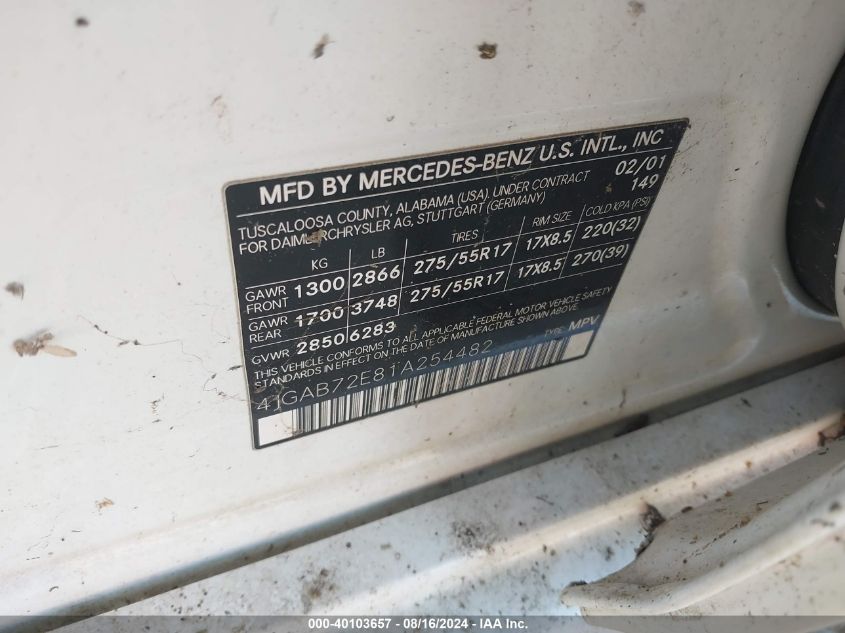 MFD BY MERCEDES-BENZ U.S. INTL., INC
TUSCALOOSA COUNTY, ALABAMA (USA) UNDER CONTRACT 02/01
FOR DAIMLERCHRYSLER AG, STUTTGART (GERMANY) 149
KG LB TIRES RIM SIZE COLD KPA (PSI)
GAWR FRONT 1300 2866 275/55R17 17X8.5 220(32)
GAWR REAR 1700 3748 275/55R17 17X8.5 270(39)
GVWR 2850 6283
THIS VEHICLE CONFORMS TO ALL APPLICABLE FEDERAL MOTOR VEHICLE SAFETY
STANDARDS IN EFFECT ON THE DATE OF MANUFACTURE SHOWN ABOVE.
4JGAB72E81A254482 TYPE: MPV
000-40103657 - 08/16/2024 - IAA Inc.